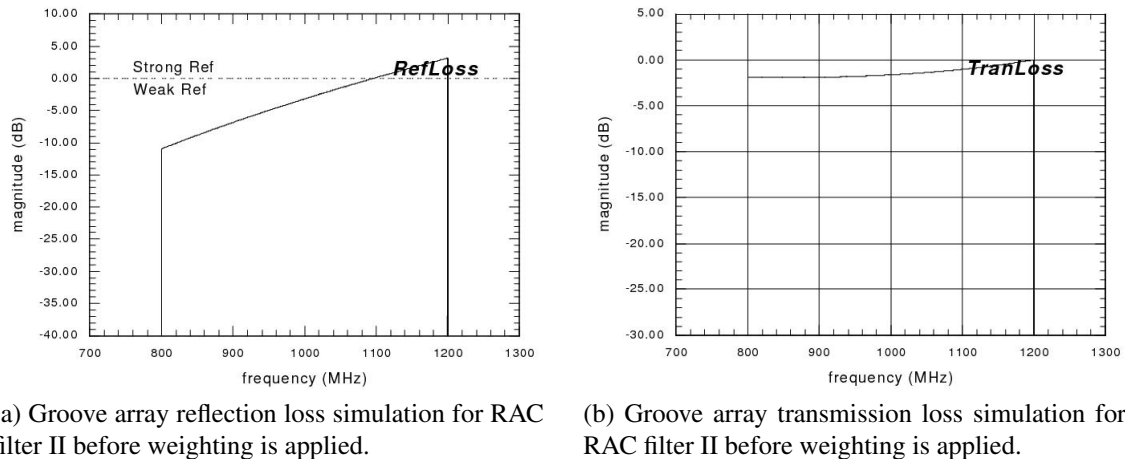 10.00
5.00
0.00
-5.00
-10.00
-15.00
-20.00
-25.00
-30.00
-35.00
-40.00
magnitude (dB)
Strong Ref
Weak Ref
RefLoss
700 800 900 1000 1100 1200 1300
frequency (MHz)
a) Groove array reflection loss simulation for RAC
filter II before weighting is applied.
5.00
0.00
-5.00
-10.00
-15.00
-20.00
-25.00
-30.00
magnitude (dB)
TranLoss
700 800 900 1000 1100 1200 1300
frequency (MHz)
(b) Groove array transmission loss simulation for
RAC filter II before weighting is applied.